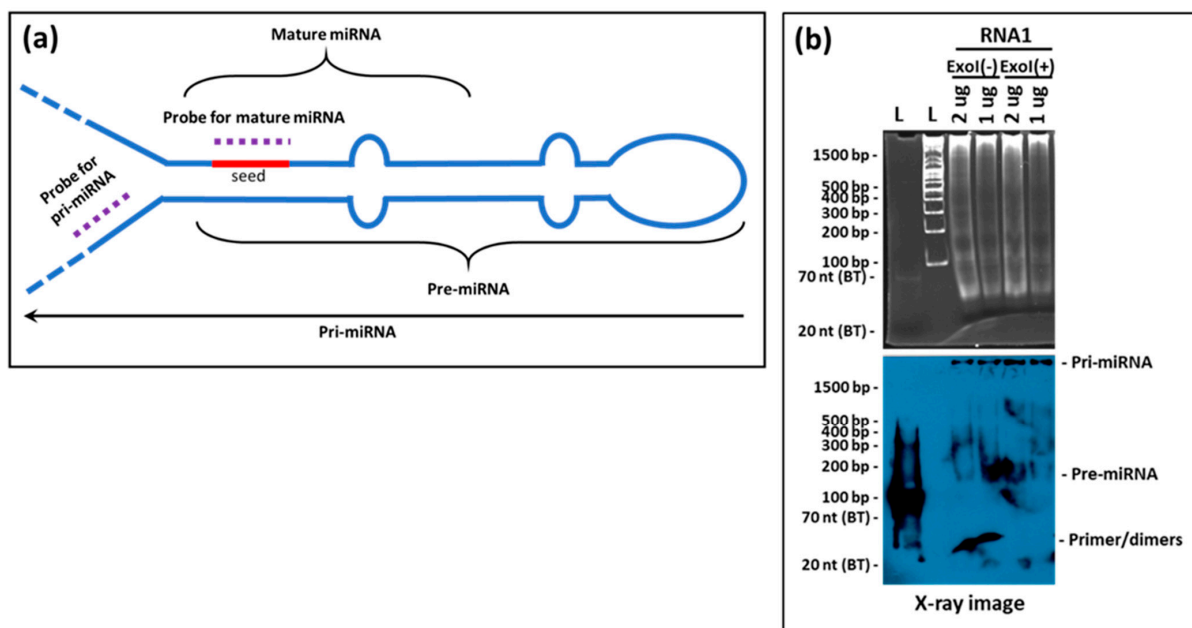 (a)
Mature miRNA
Probe for mature miRNA
seed
Probe for
pri-miRNA
Pre-miRNA
Pri-miRNA
(b)
RNA1
ExoI(-) ExoI(+)
L L 2 ug 1 ug 2 ug 1 ug
1500 bp -
500 bp -
400 bp -
300 bp -
200 bp -
100 bp -
70 nt (BT) -
20 nt (BT) -
- Pri-miRNA
1500 bp -
500 bp -
400 bp -
300 bp -
200 bp -
- Pre-miRNA
100 bp -
70 nt (BT) -
- Primer/dimers
20 nt (BT) -
X-ray image